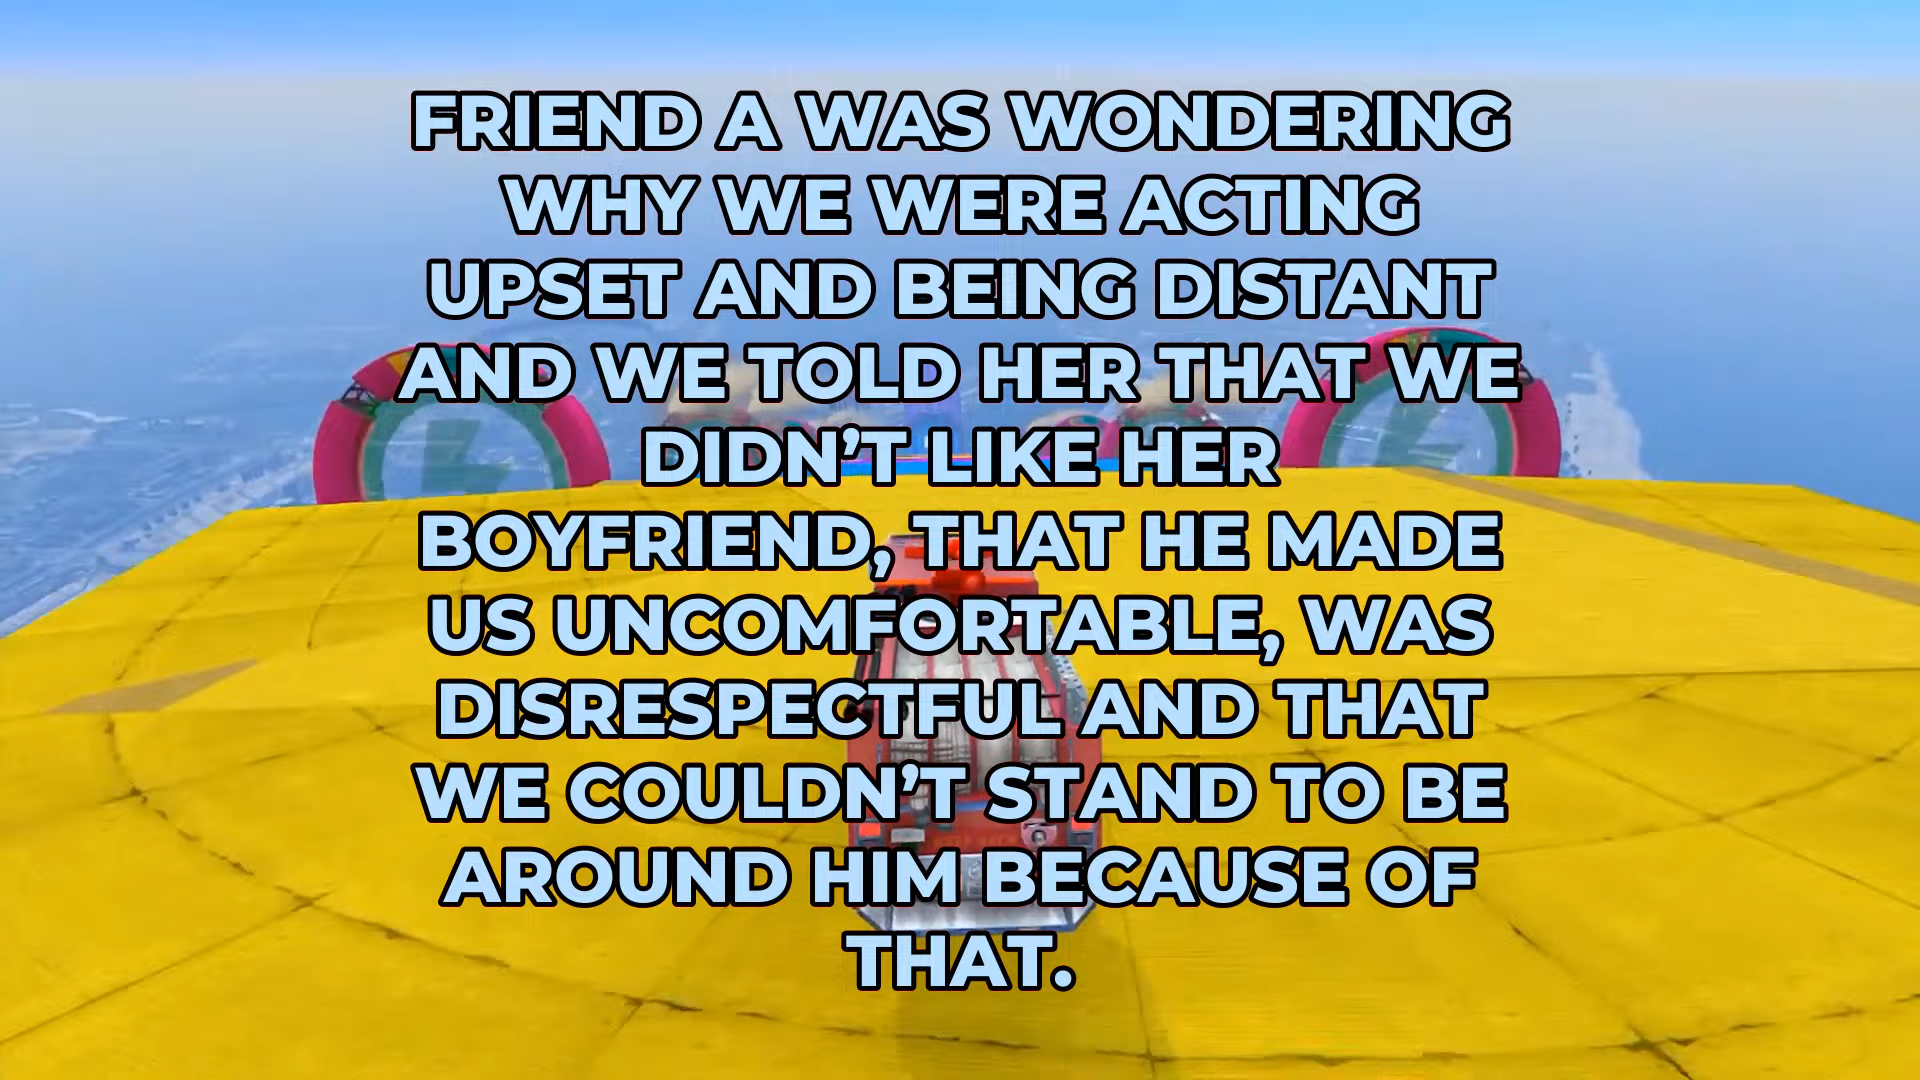 FRIEND A WAS WONDERING
WHY WE WERE ACTING
UPSET AND BEING DISTANT
AND WE TOLD HER THAT WE
DIDN’T LIKE HER
BOYFRIEND, THAT HE MADE
US UNCOMFORTABLE, WAS
DISRESPECTFUL AND THAT
WE COULDN’T STAND TO BE
AROUND HIM BECAUSE OF
THAT.